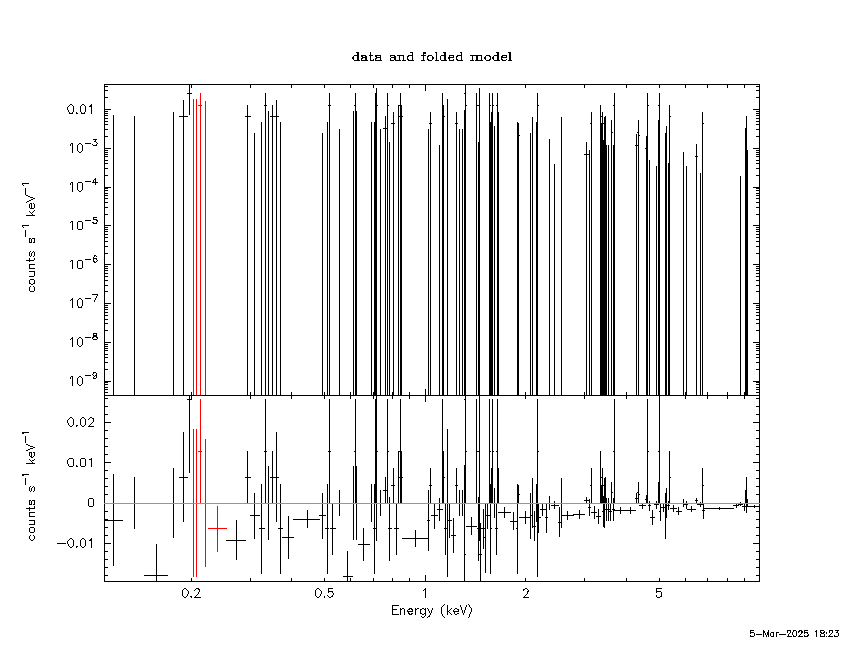 data and folded model
counts s⁻¹ keV⁻¹
0.01
10⁻³
10⁻⁴
10⁻⁵
10⁻⁶
10⁻⁷
10⁻⁸
10⁻⁹
counts s⁻¹ keV⁻¹
0.02
0.01
0
−0.01
0.2 0.5 1 2 5
Energy (keV)
5-Mar-2025 18:23